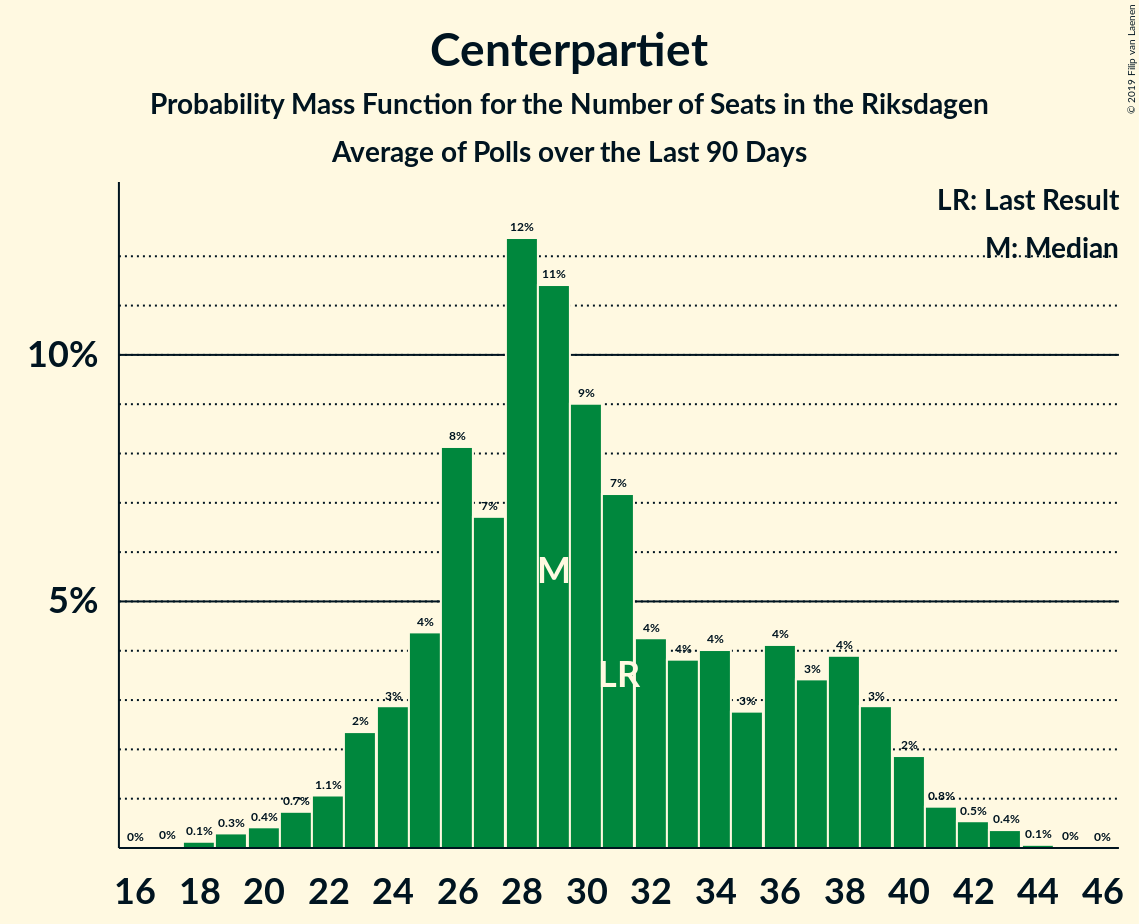 Centerpartiet
Probability Mass Function for the Number of Seats in the Riksdagen
Average of Polls over the Last 90 Days
© 2019 Filip van Laenen
LR: Last Result
M: Median
10%
5%
0% 0% 0.1% 0.3% 0.4% 0.7% 1.1% 2% 3% 4% 8% 7% 12% 11% 9% 7% 4% 4% 4% 3% 4% 3% 4% 3% 2% 0.8% 0.5% 0.4% 0.1% 0% 0%
M
LR
16 18 20 22 24 26 28 30 32 34 36 38 40 42 44 46